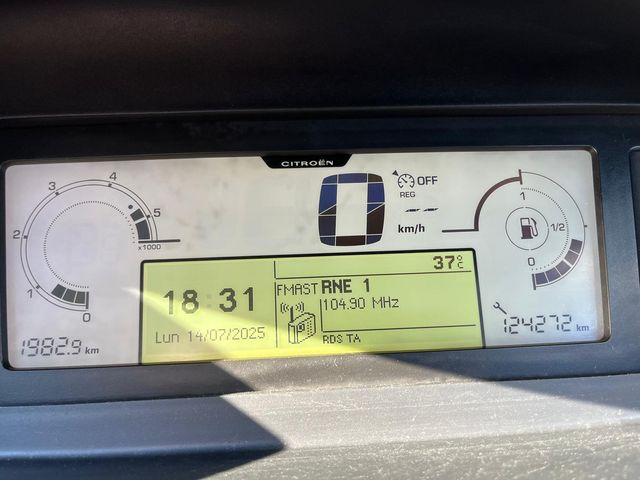 CITROËN
0
km/h
OFF
REG
-- --
0
1
2
3
4
5
x1000
1
1/2
0
18:31
Lun 14/07/2025
37°C
FMAST RNE 1
104.90 MHz
RDS TA
1982.9 km
124272 km